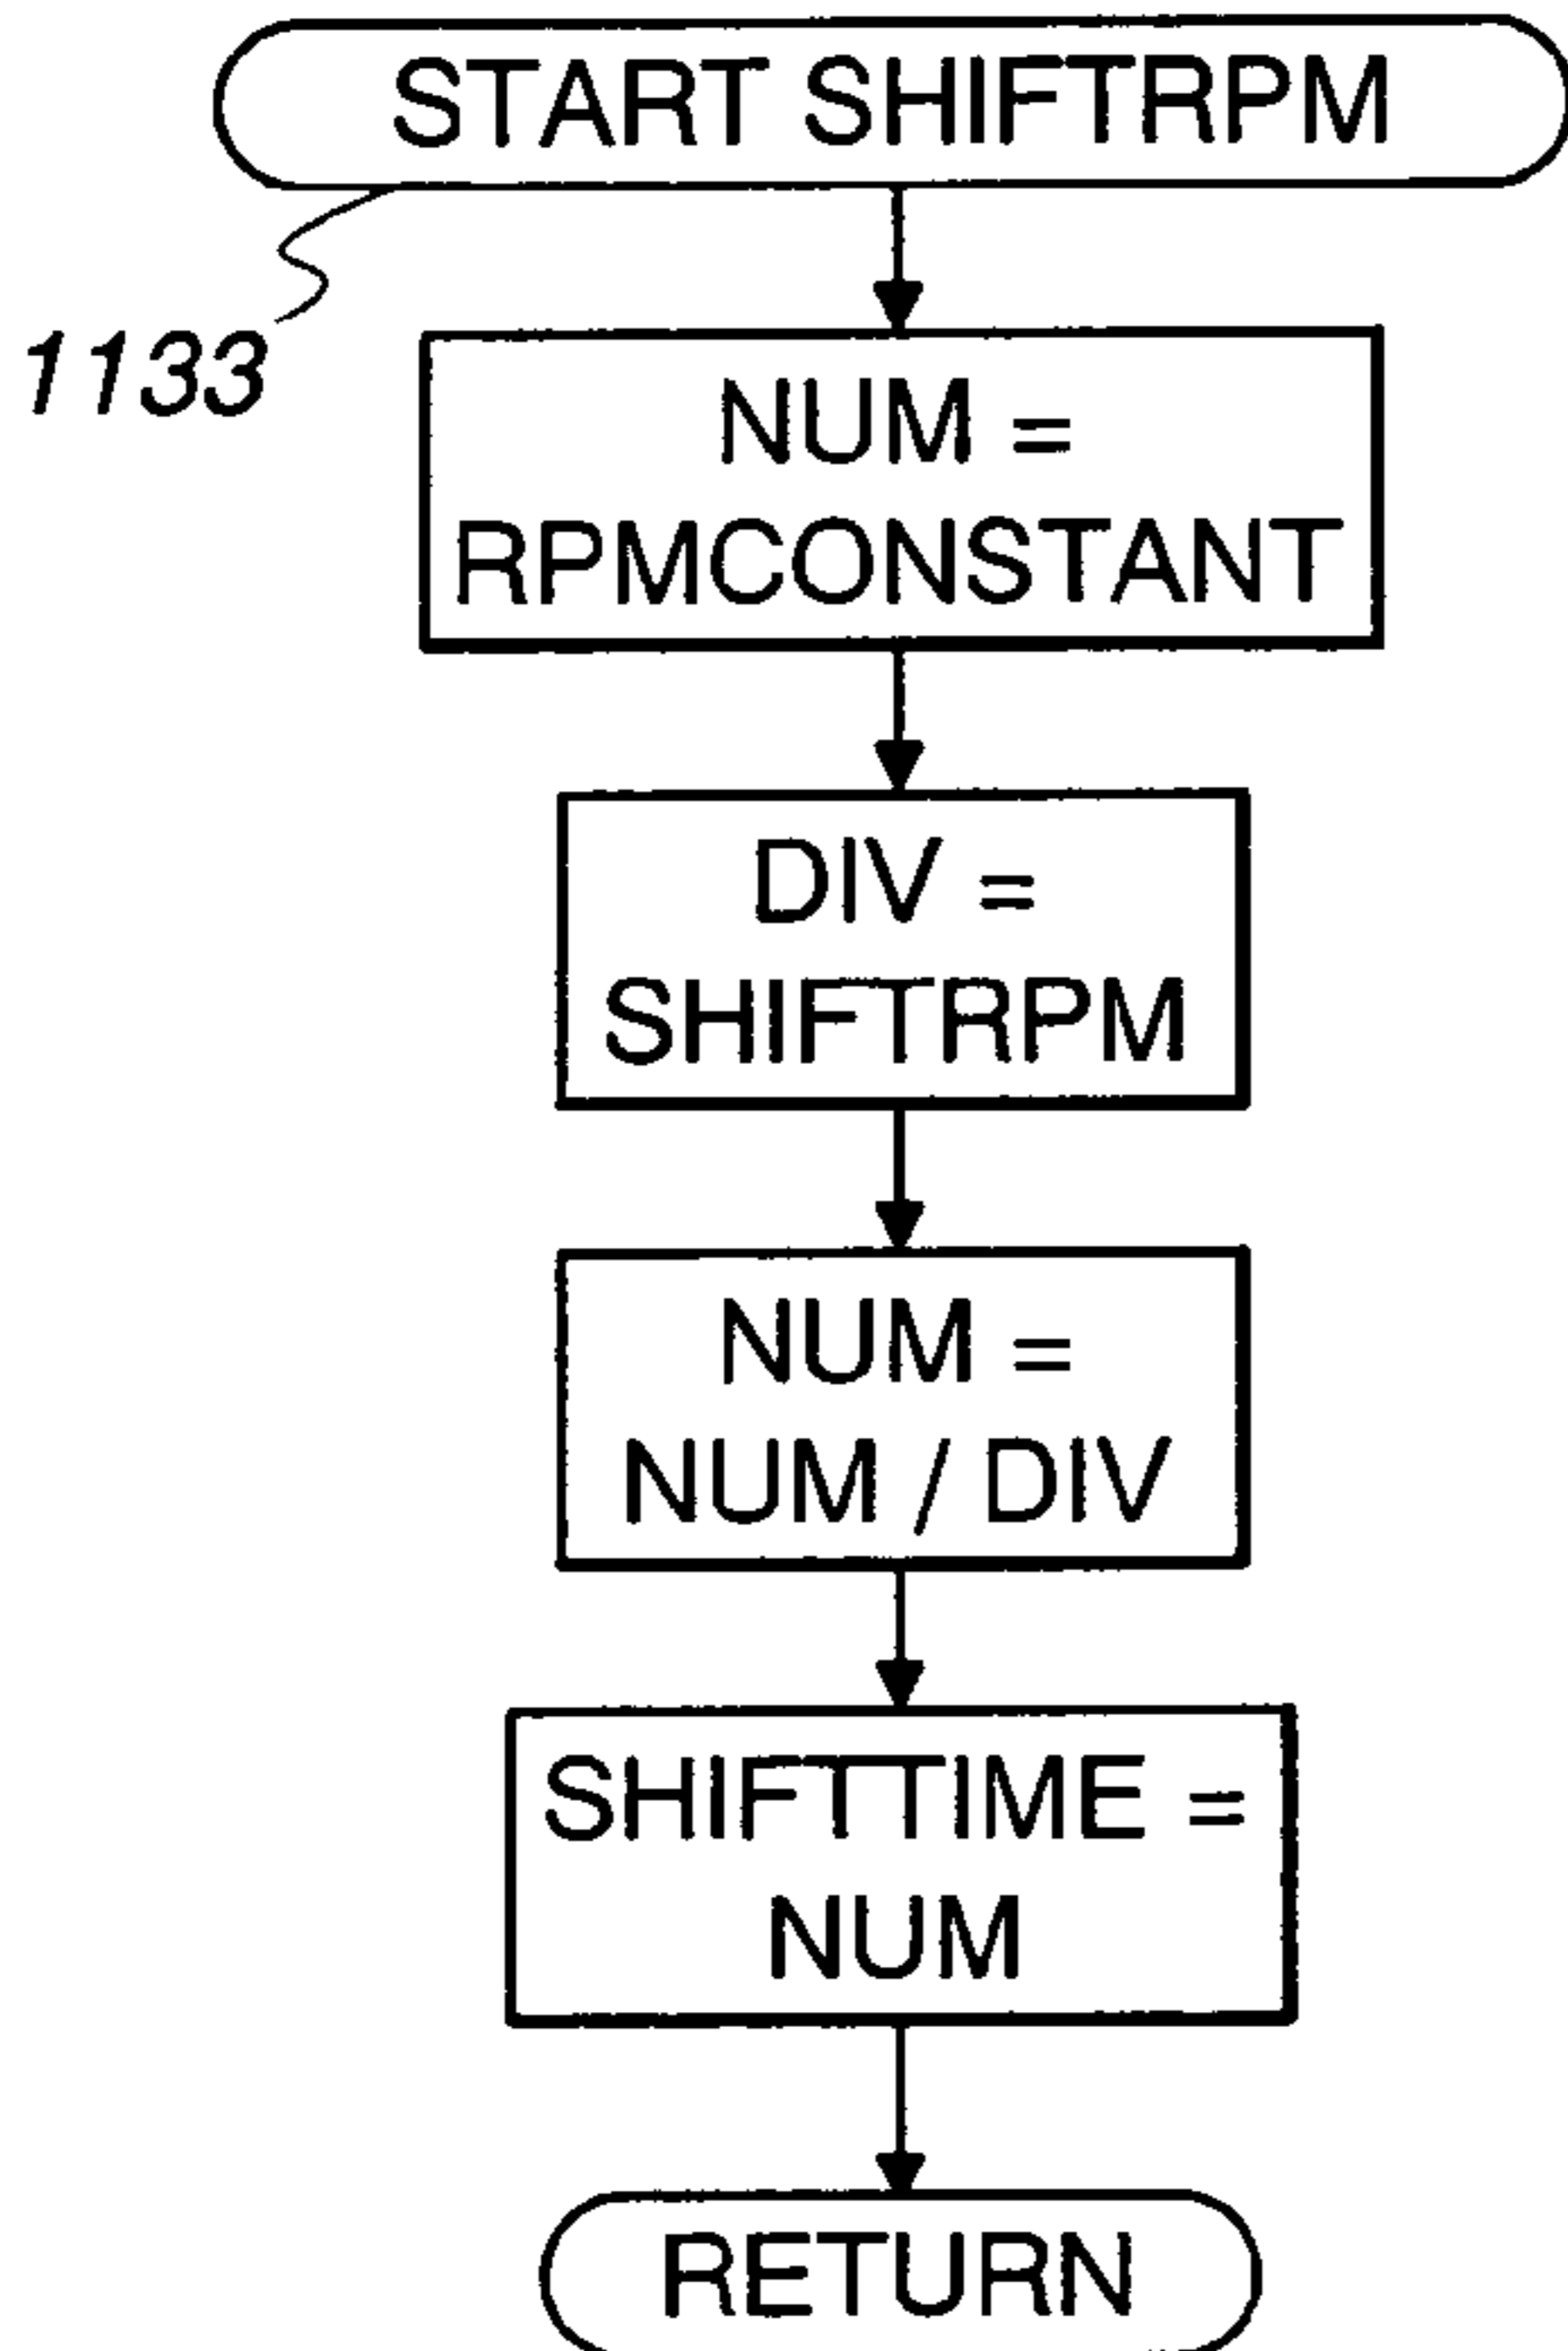 START SHIFTRPM
1133
NUM =
RPMCONSTANT
DIV =
SHIFTRPM
NUM =
NUM / DIV
SHIFTTIME =
NUM
RETURN